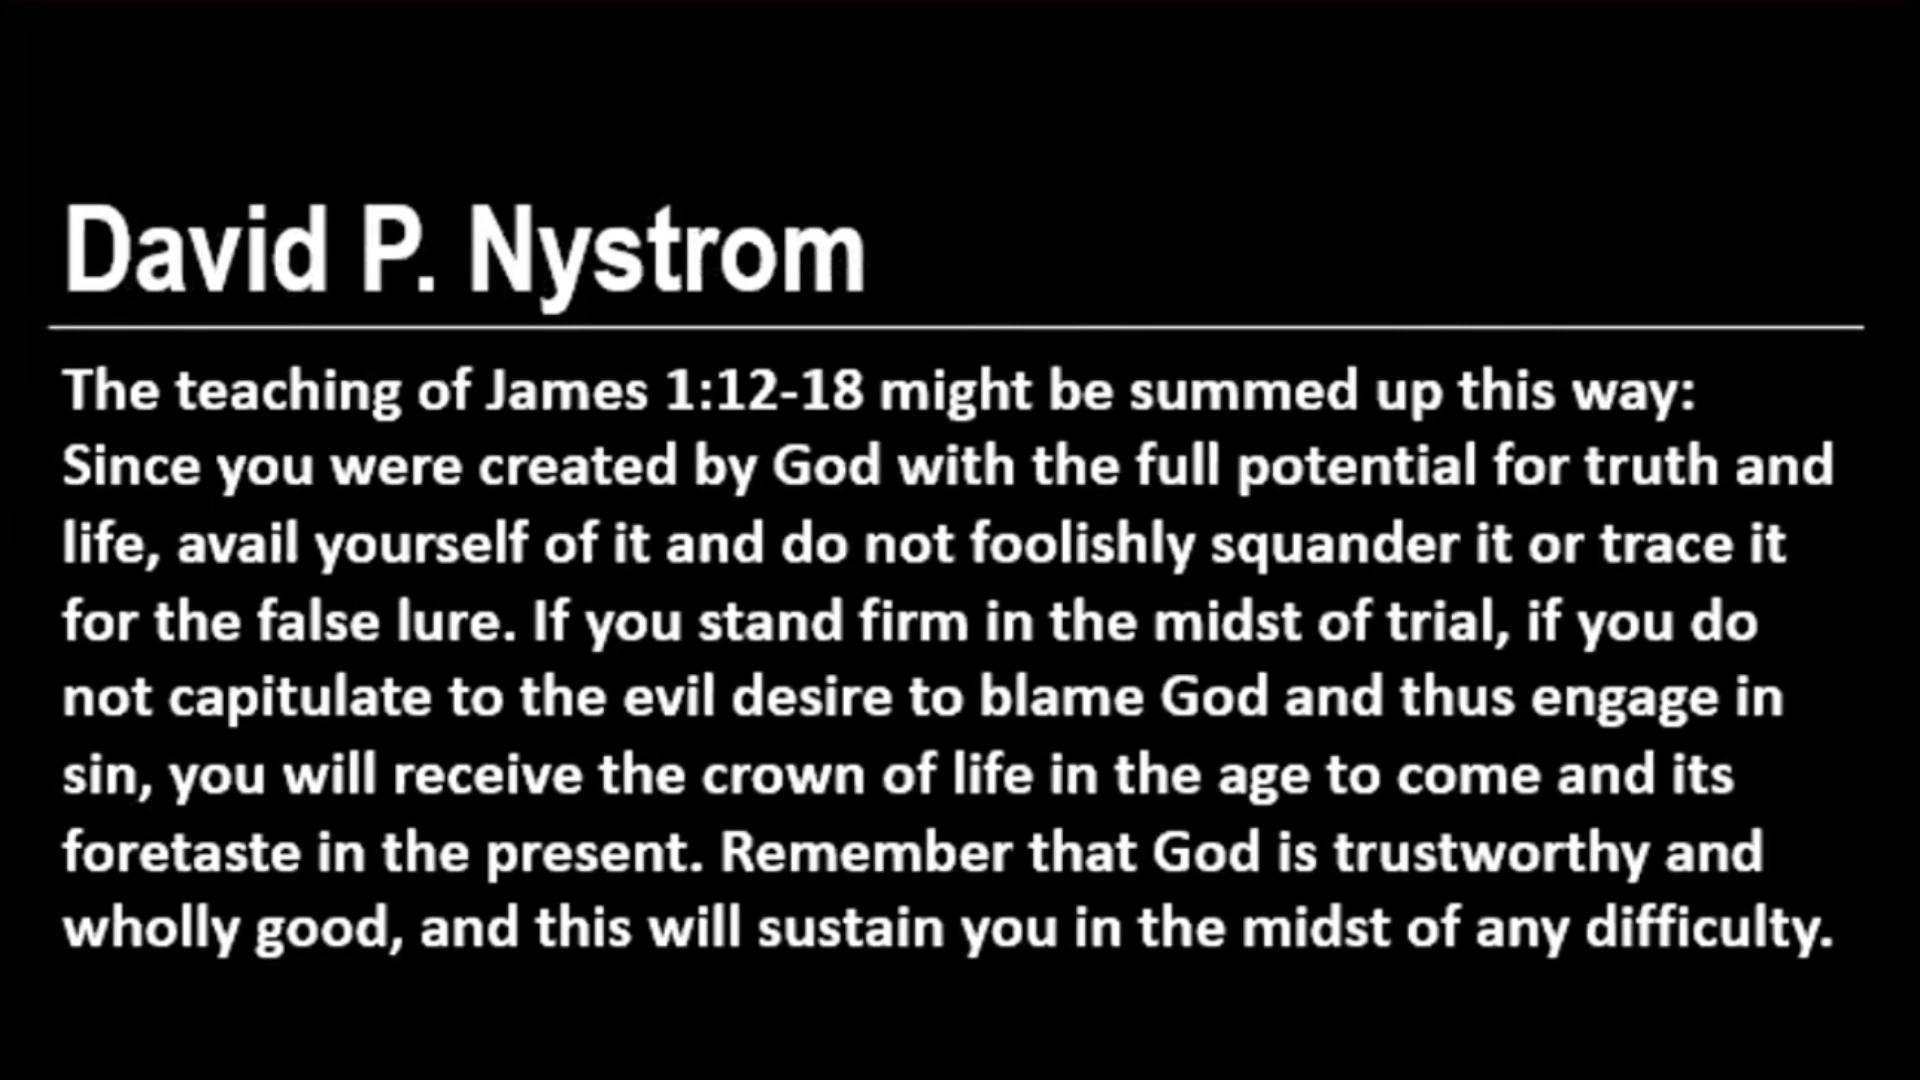 David P. Nystrom
The teaching of James 1:12-18 might be summed up this way:
Since you were created by God with the full potential for truth and
life, avail yourself of it and do not foolishly squander it or trace it
for the false lure. If you stand firm in the midst of trial, if you do
not capitulate to the evil desire to blame God and thus engage in
sin, you will receive the crown of life in the age to come and its
foretaste in the present. Remember that God is trustworthy and
wholly good, and this will sustain you in the midst of any difficulty.